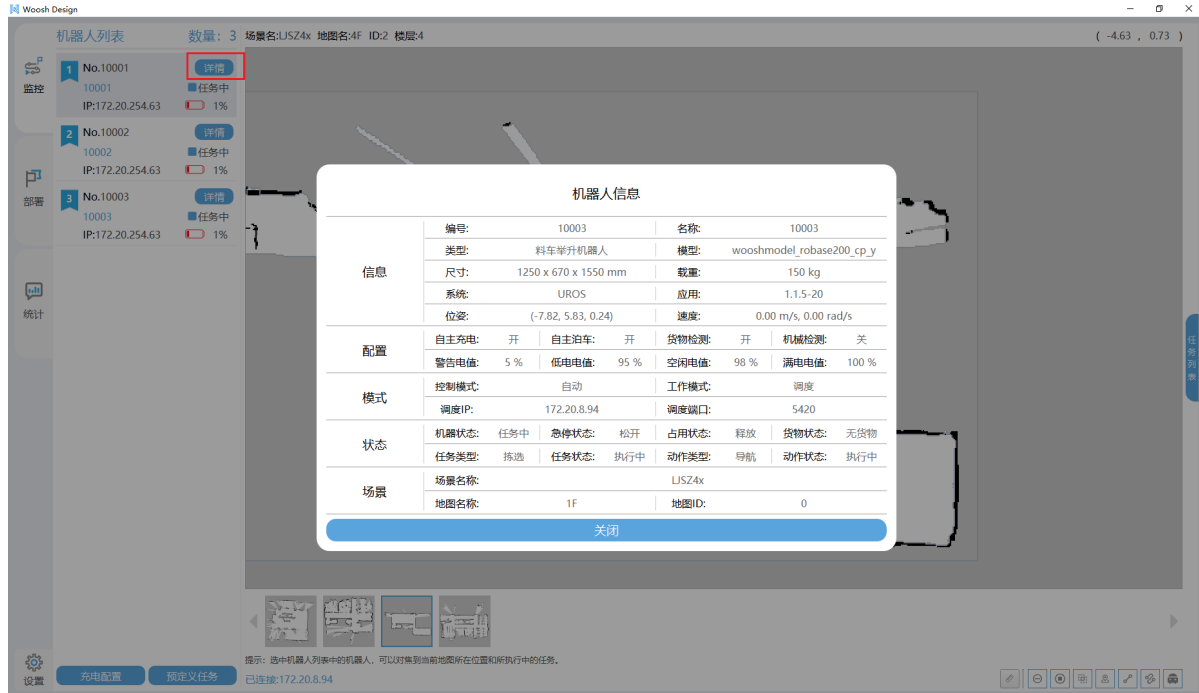 Woosh Design
机器人列表 数量：3 场景名:LJSZ4x 地图名:4F ID:2 楼层:4 ( -4.63 , 0.73 )
监控
部署
统计
设置
1 No.10001 详情
10001 任务中
IP:172.20.254.63 1%
2 No.10002 详情
10002 任务中
IP:172.20.254.63 1%
3 No.10003 详情
10003 任务中
IP:172.20.254.63 1%
机器人信息
信息
编号: 10003 名称: 10003
类型: 料车举升机器人 模型: wooshmodel_robase200_cp_y
尺寸: 1250 x 670 x 1550 mm 载重: 150 kg
系统: UROS 应用: 1.1.5-20
位姿: (-7.82, 5.83, 0.24) 速度: 0.00 m/s, 0.00 rad/s
配置
自主充电: 开 自主泊车: 开 货物检测: 开 机械检测: 关
警告电值: 5 % 低电电值: 95 % 空闲电值: 98 % 满电电值: 100 %
模式
控制模式: 自动 工作模式: 调度
调度IP: 172.20.8.94 调度端口: 5420
状态
机器状态: 任务中 急停状态: 松开 占用状态: 释放 货物状态: 无货物
任务类型: 拣选 任务状态: 执行中 动作类型: 导航 动作状态: 执行中
场景
场景名称: LJSZ4x
地图名称: 1F 地图ID: 0
关闭
任务列表
提示：选中机器人列表中的机器人，可以对焦到当前地图所在位置和所执行中的任务。
充电配置 预定义任务 已连接:172.20.8.94